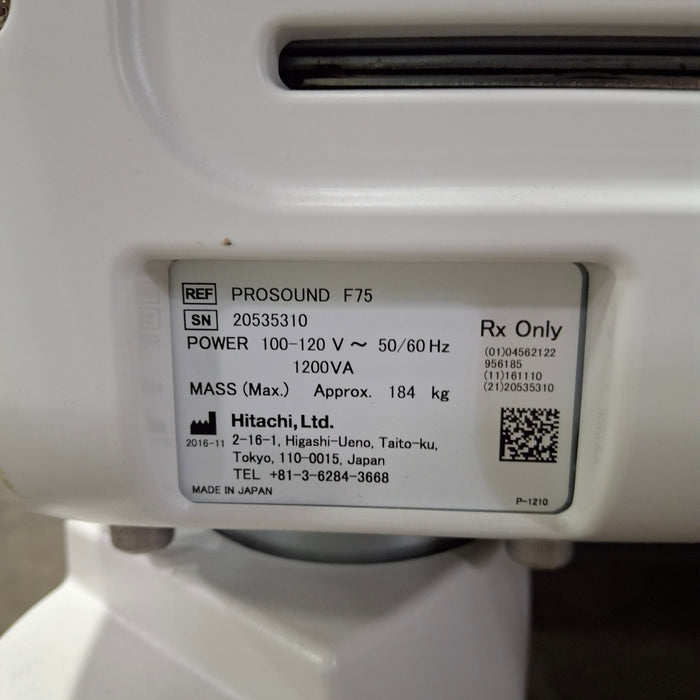 REF PROSOUND F75
SN 20535310
POWER 100-120 V ～ 50/60 Hz
1200VA
MASS (Max.) Approx. 184 kg
Rx Only
(01)04562122
956185
(11)161110
(21)20535310
Hitachi, Ltd.
2016-11 2-16-1, Higashi-Ueno, Taito-ku,
Tokyo, 110-0015, Japan
TEL +81-3-6284-3668
MADE IN JAPAN
P-1210